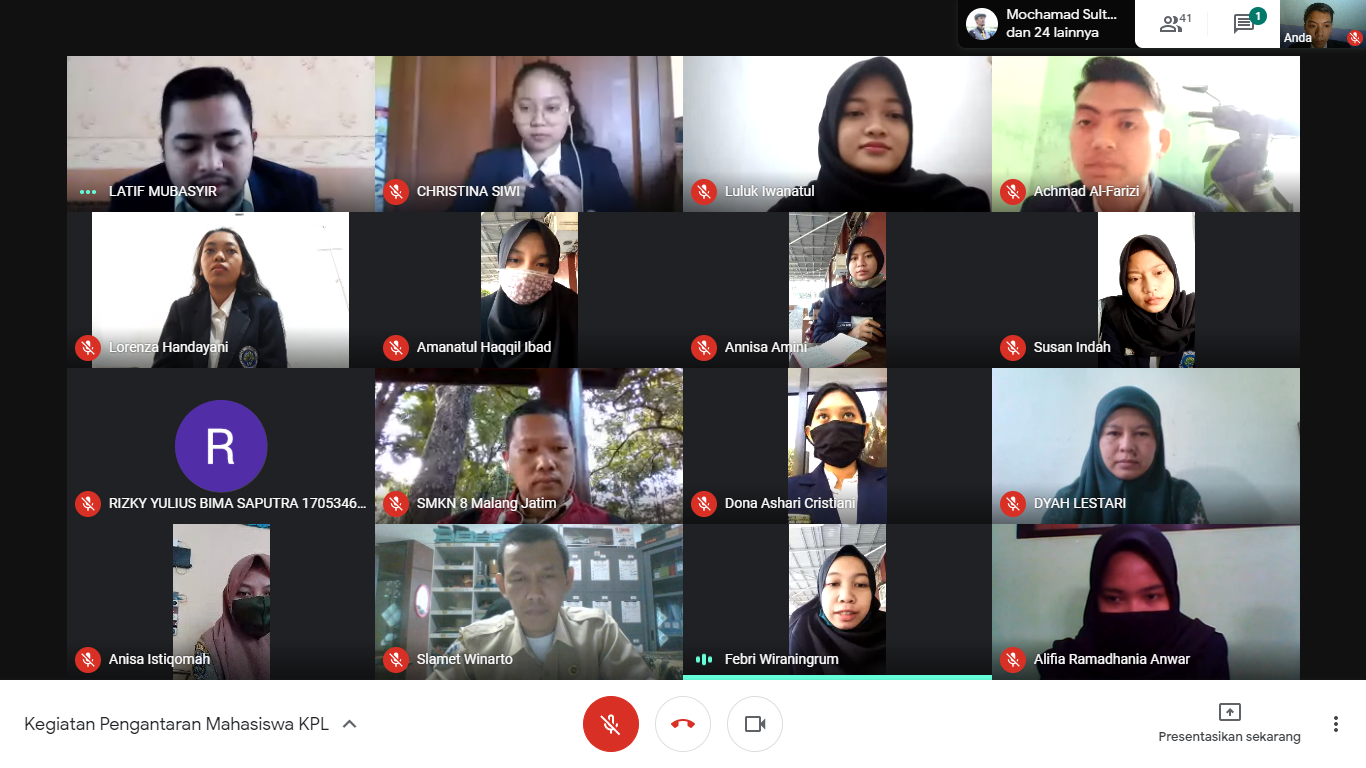 Mochamad Sult...
dan 24 lainnya
41
1
Anda
LATIF MUBASYIR
CHRISTINA SIWI
Luluk Iwanatul
Achmad Al-Farizi
Lorenza Handayani
Amanatul Haqqil Ibad
Annisa Amini
Susan Indah
R
RIZKY YULIUS BIMA SAPUTRA 1705346...
SMKN 8 Malang Jatim
Dona Ashari Cristiani
DYAH LESTARI
Anisa Istiqomah
Slamet Winarto
Febri Wiraningrum
Alifia Ramadhania Anwar
Kegiatan Pengantaran Mahasiswa KPL
Presentasikan sekarang